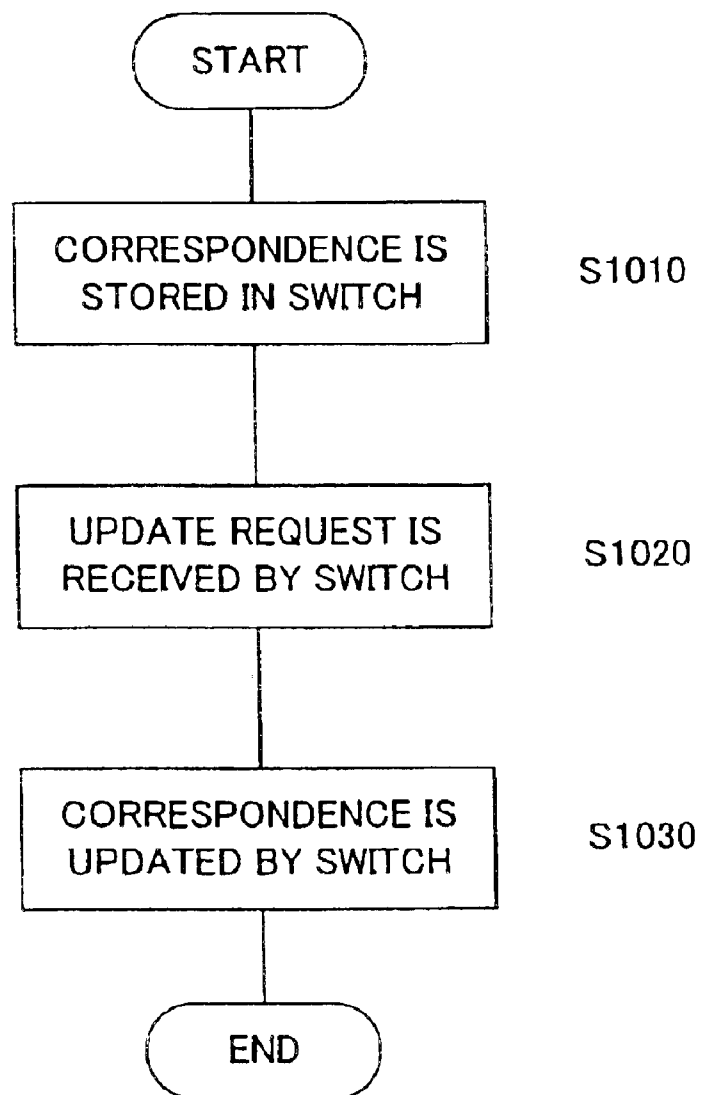 START
CORRESPONDENCE IS
STORED IN SWITCH
S1010
UPDATE REQUEST IS
RECEIVED BY SWITCH
S1020
CORRESPONDENCE IS
UPDATED BY SWITCH
S1030
END